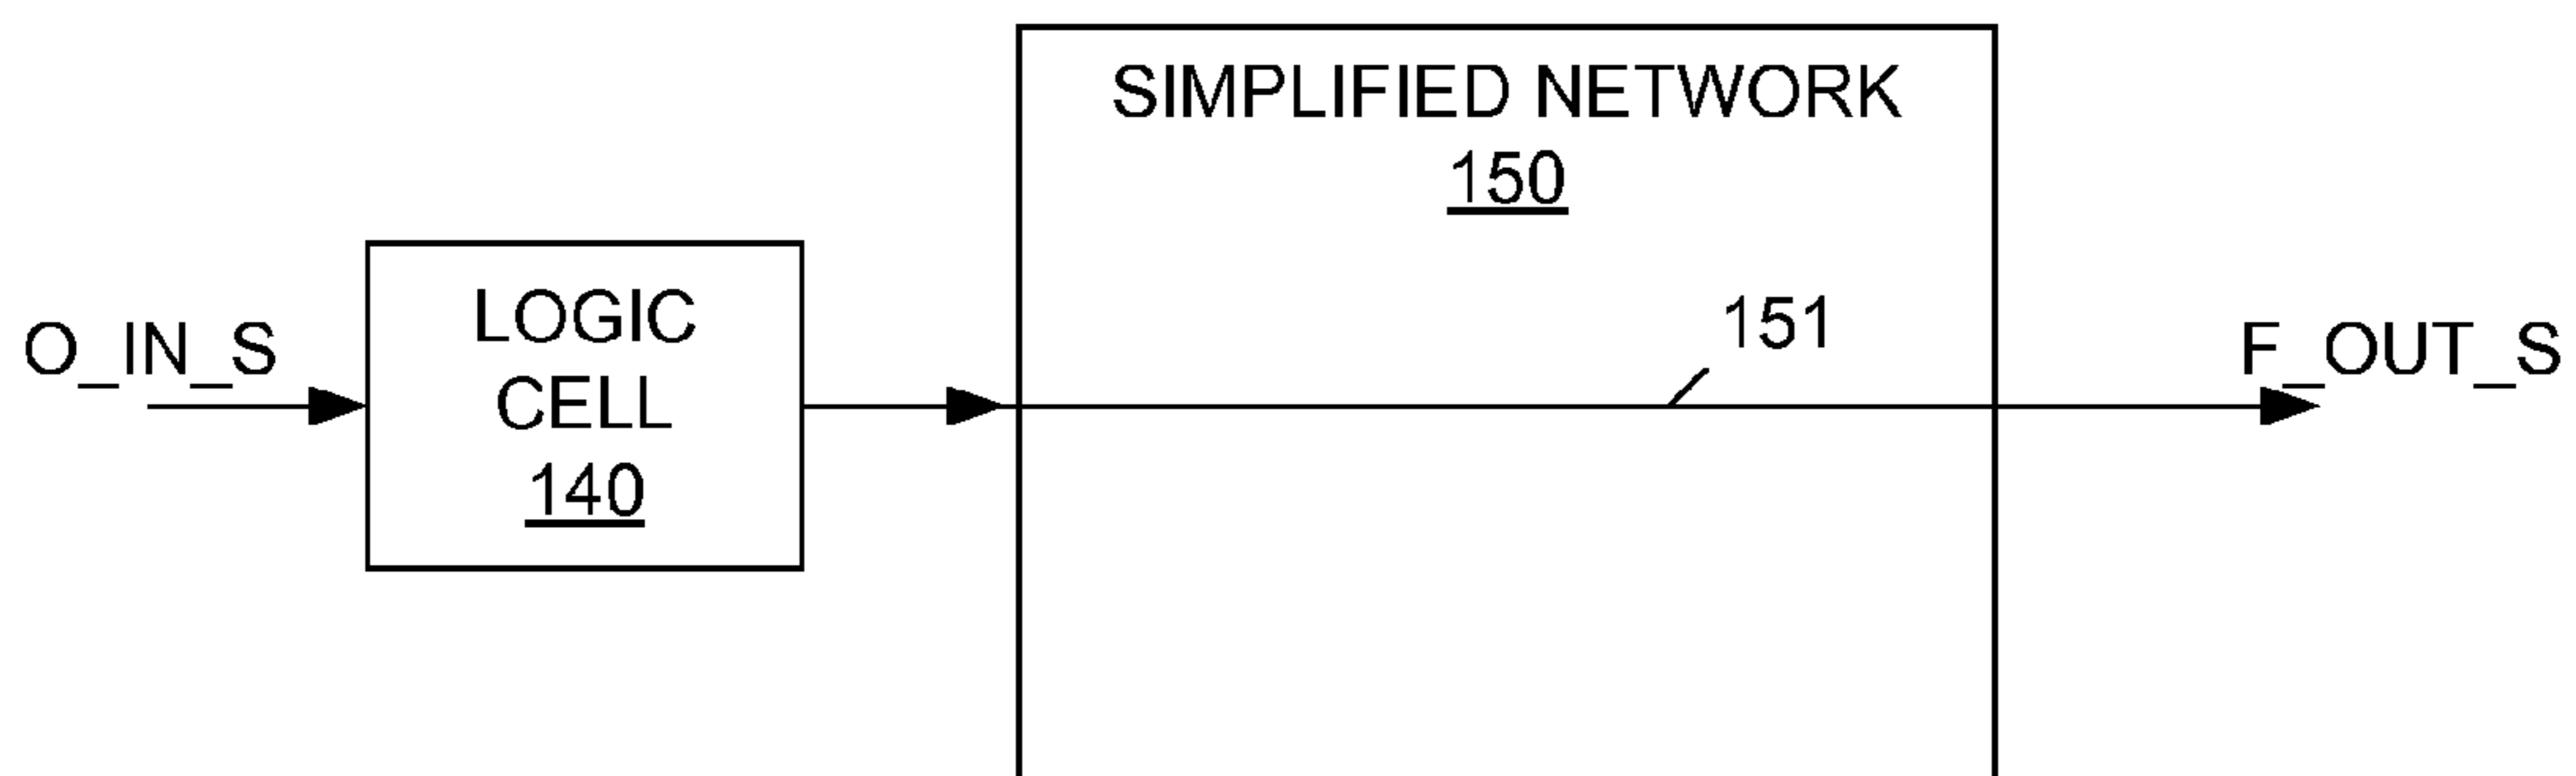 SIMPLIFIED NETWORK
150
O_IN_S
LOGIC
CELL
140
151
F_OUT_S